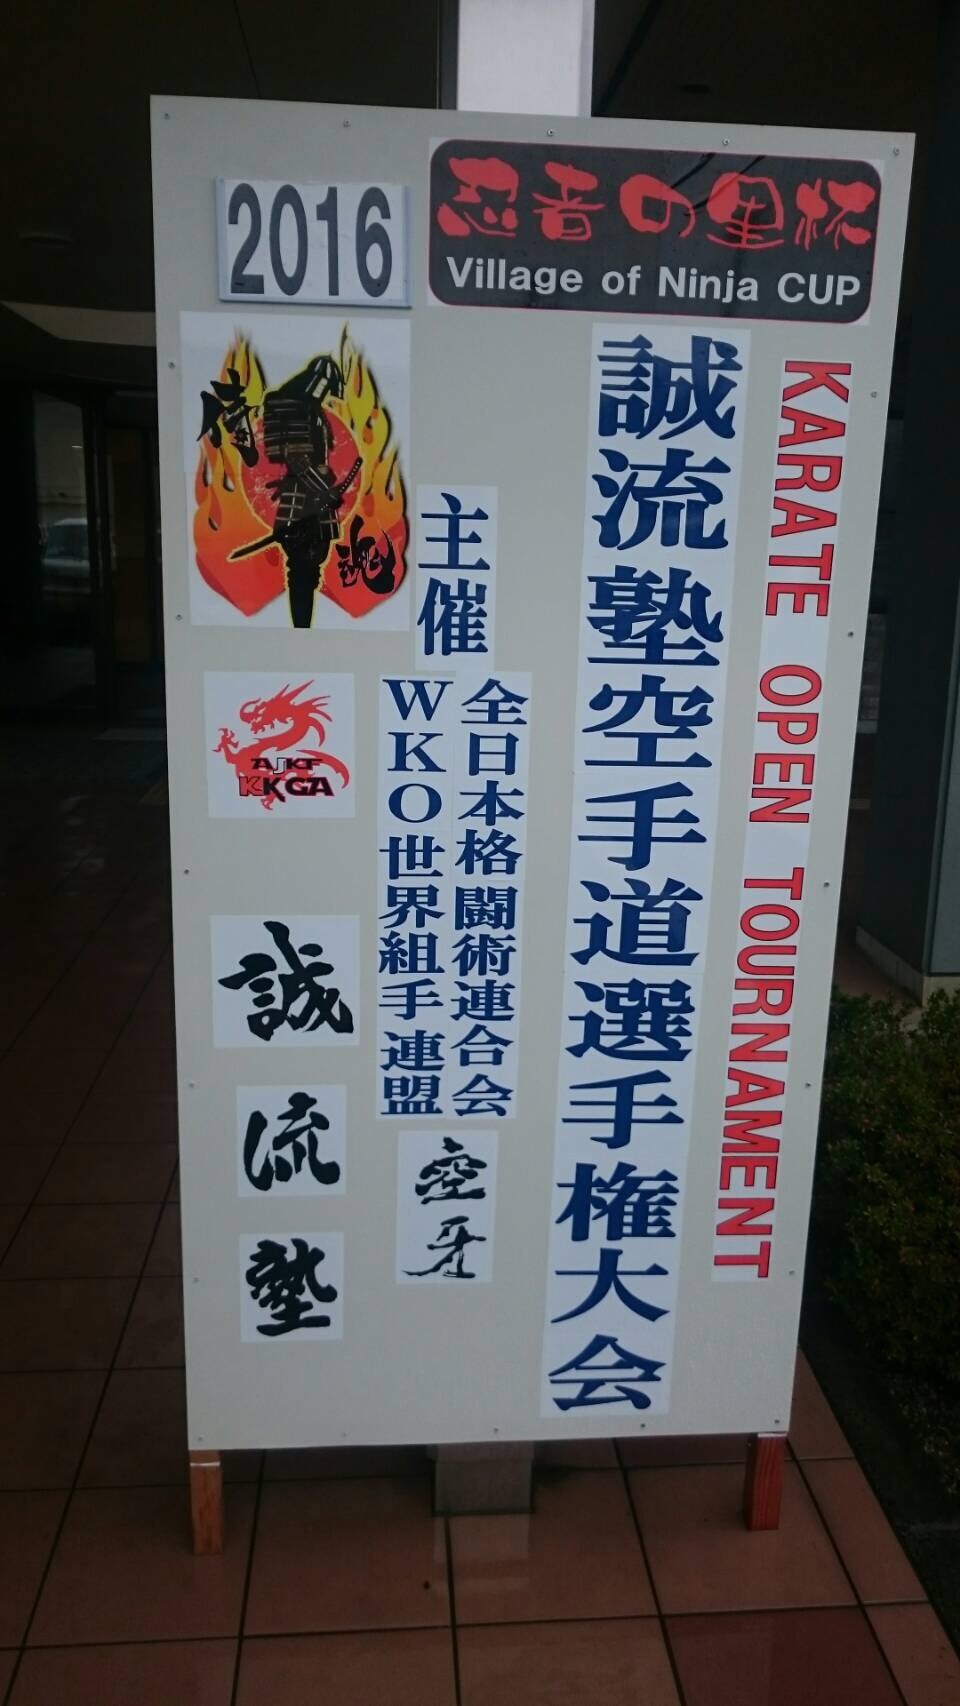 2016
忍者の里杯
Village of Ninja CUP
KARATE OPEN TOURNAMENT
誠流塾空手道選手権大会
主催
全日本格闘術連合会
WKO世界組手連盟
空牙
侍
魂
AJKF
KKGA
誠流塾